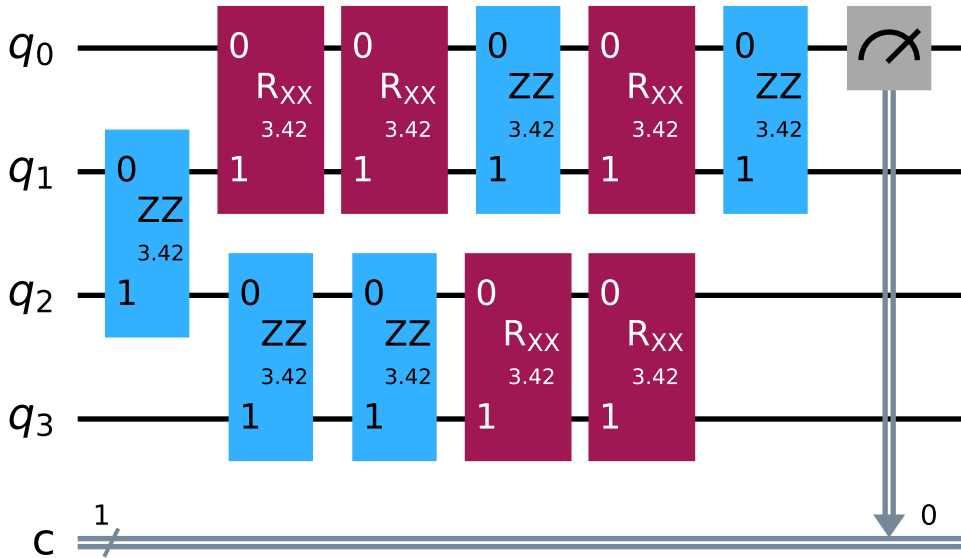 q0 0 0 0 0 0
RXX RXX ZZ RXX ZZ
3.42 3.42 3.42 3.42 3.42
q1 0 1 1 1 1 1
ZZ
3.42
q2 1 0 0 0 0
ZZ ZZ RXX RXX
3.42 3.42 3.42 3.42
q3 1 1 1 1
1 0
c